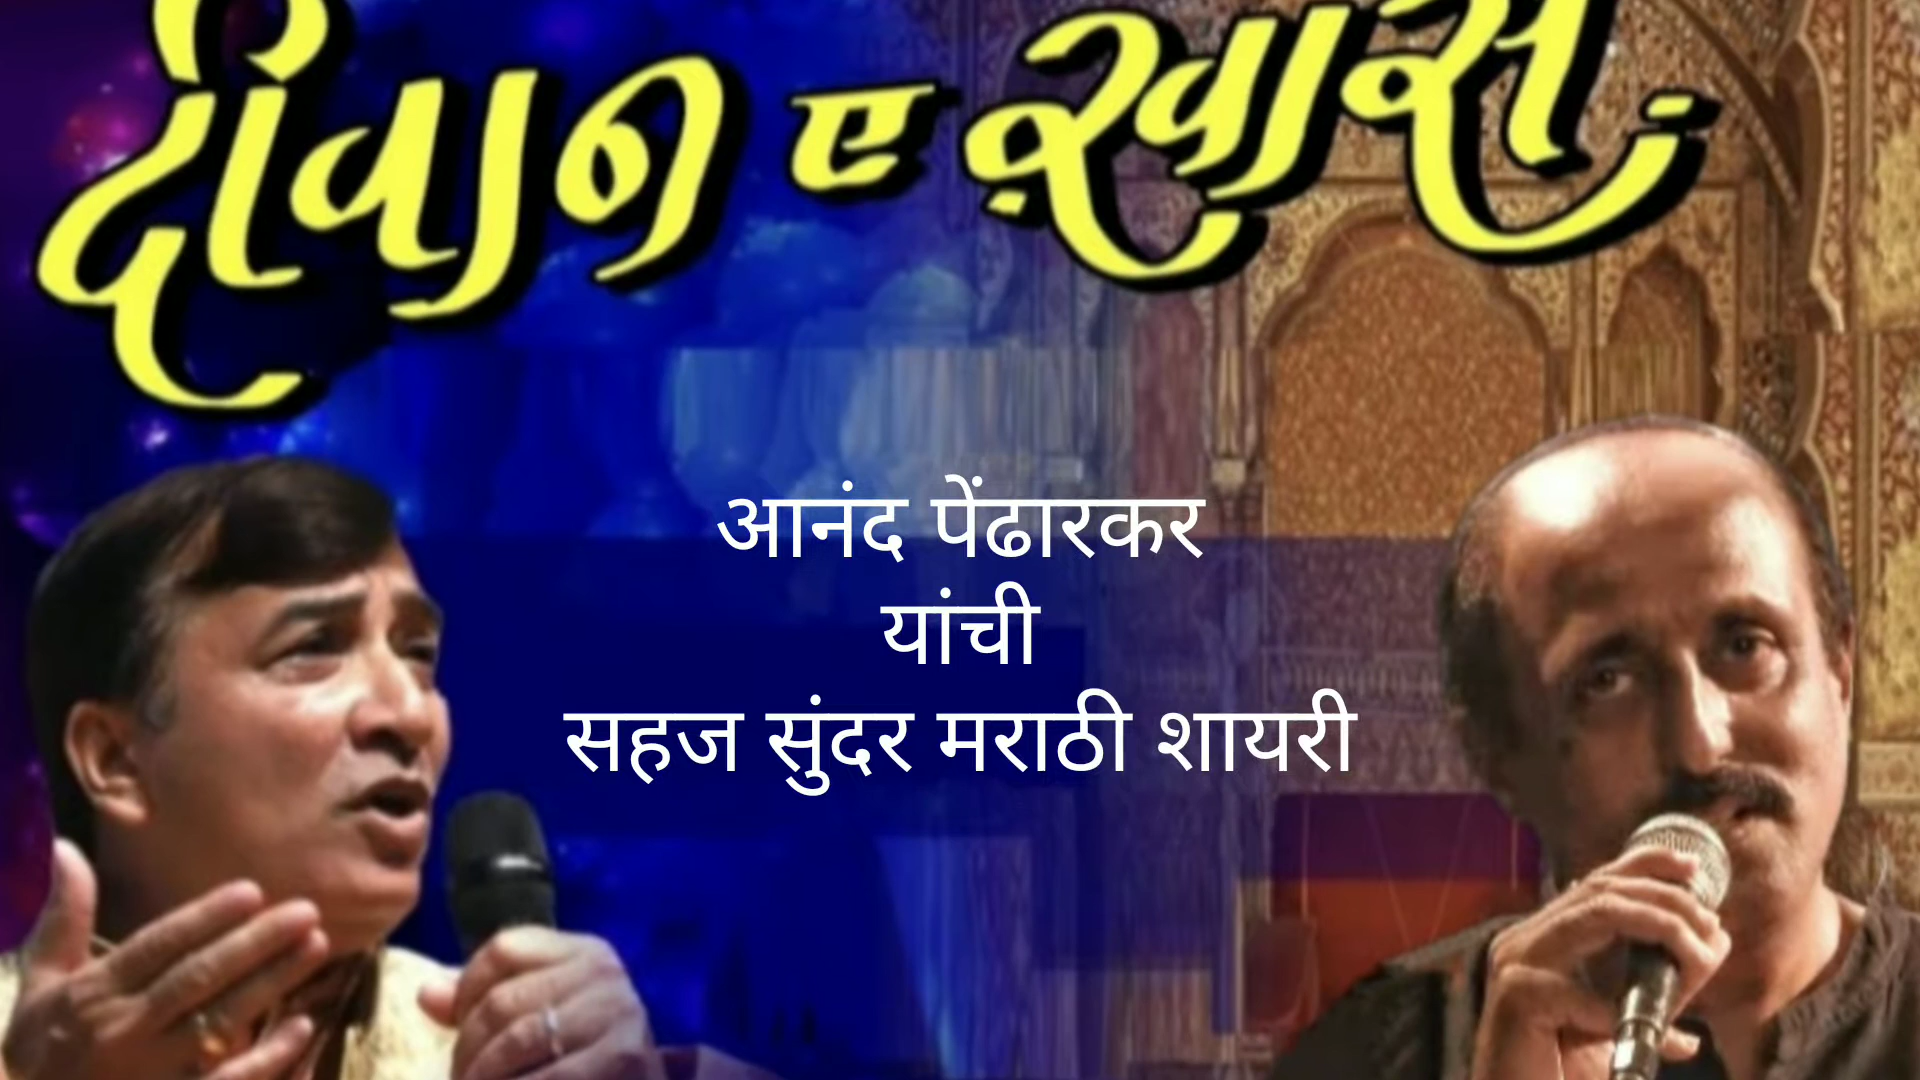 दीवान ए ख़ास.
आनंद पेंढारकर
यांची
सहज सुंदर मराठी शायरी